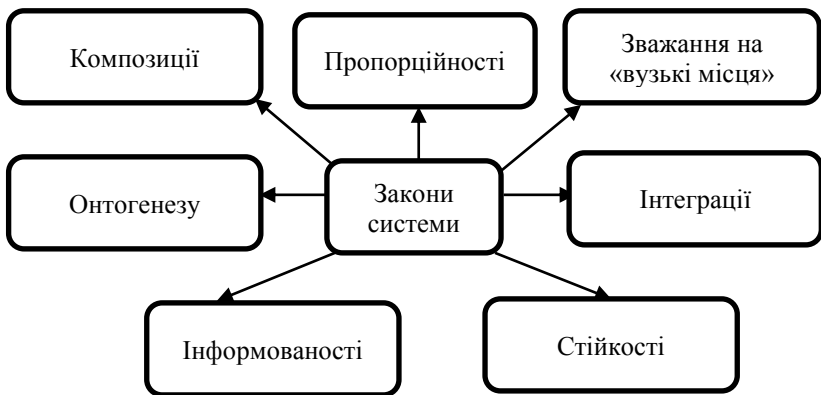 Композиції
Пропорційності
Зважання на
«вузькі місця»
Онтогенезу
Закони
системи
Інтеграції
Інформованості
Стійкості